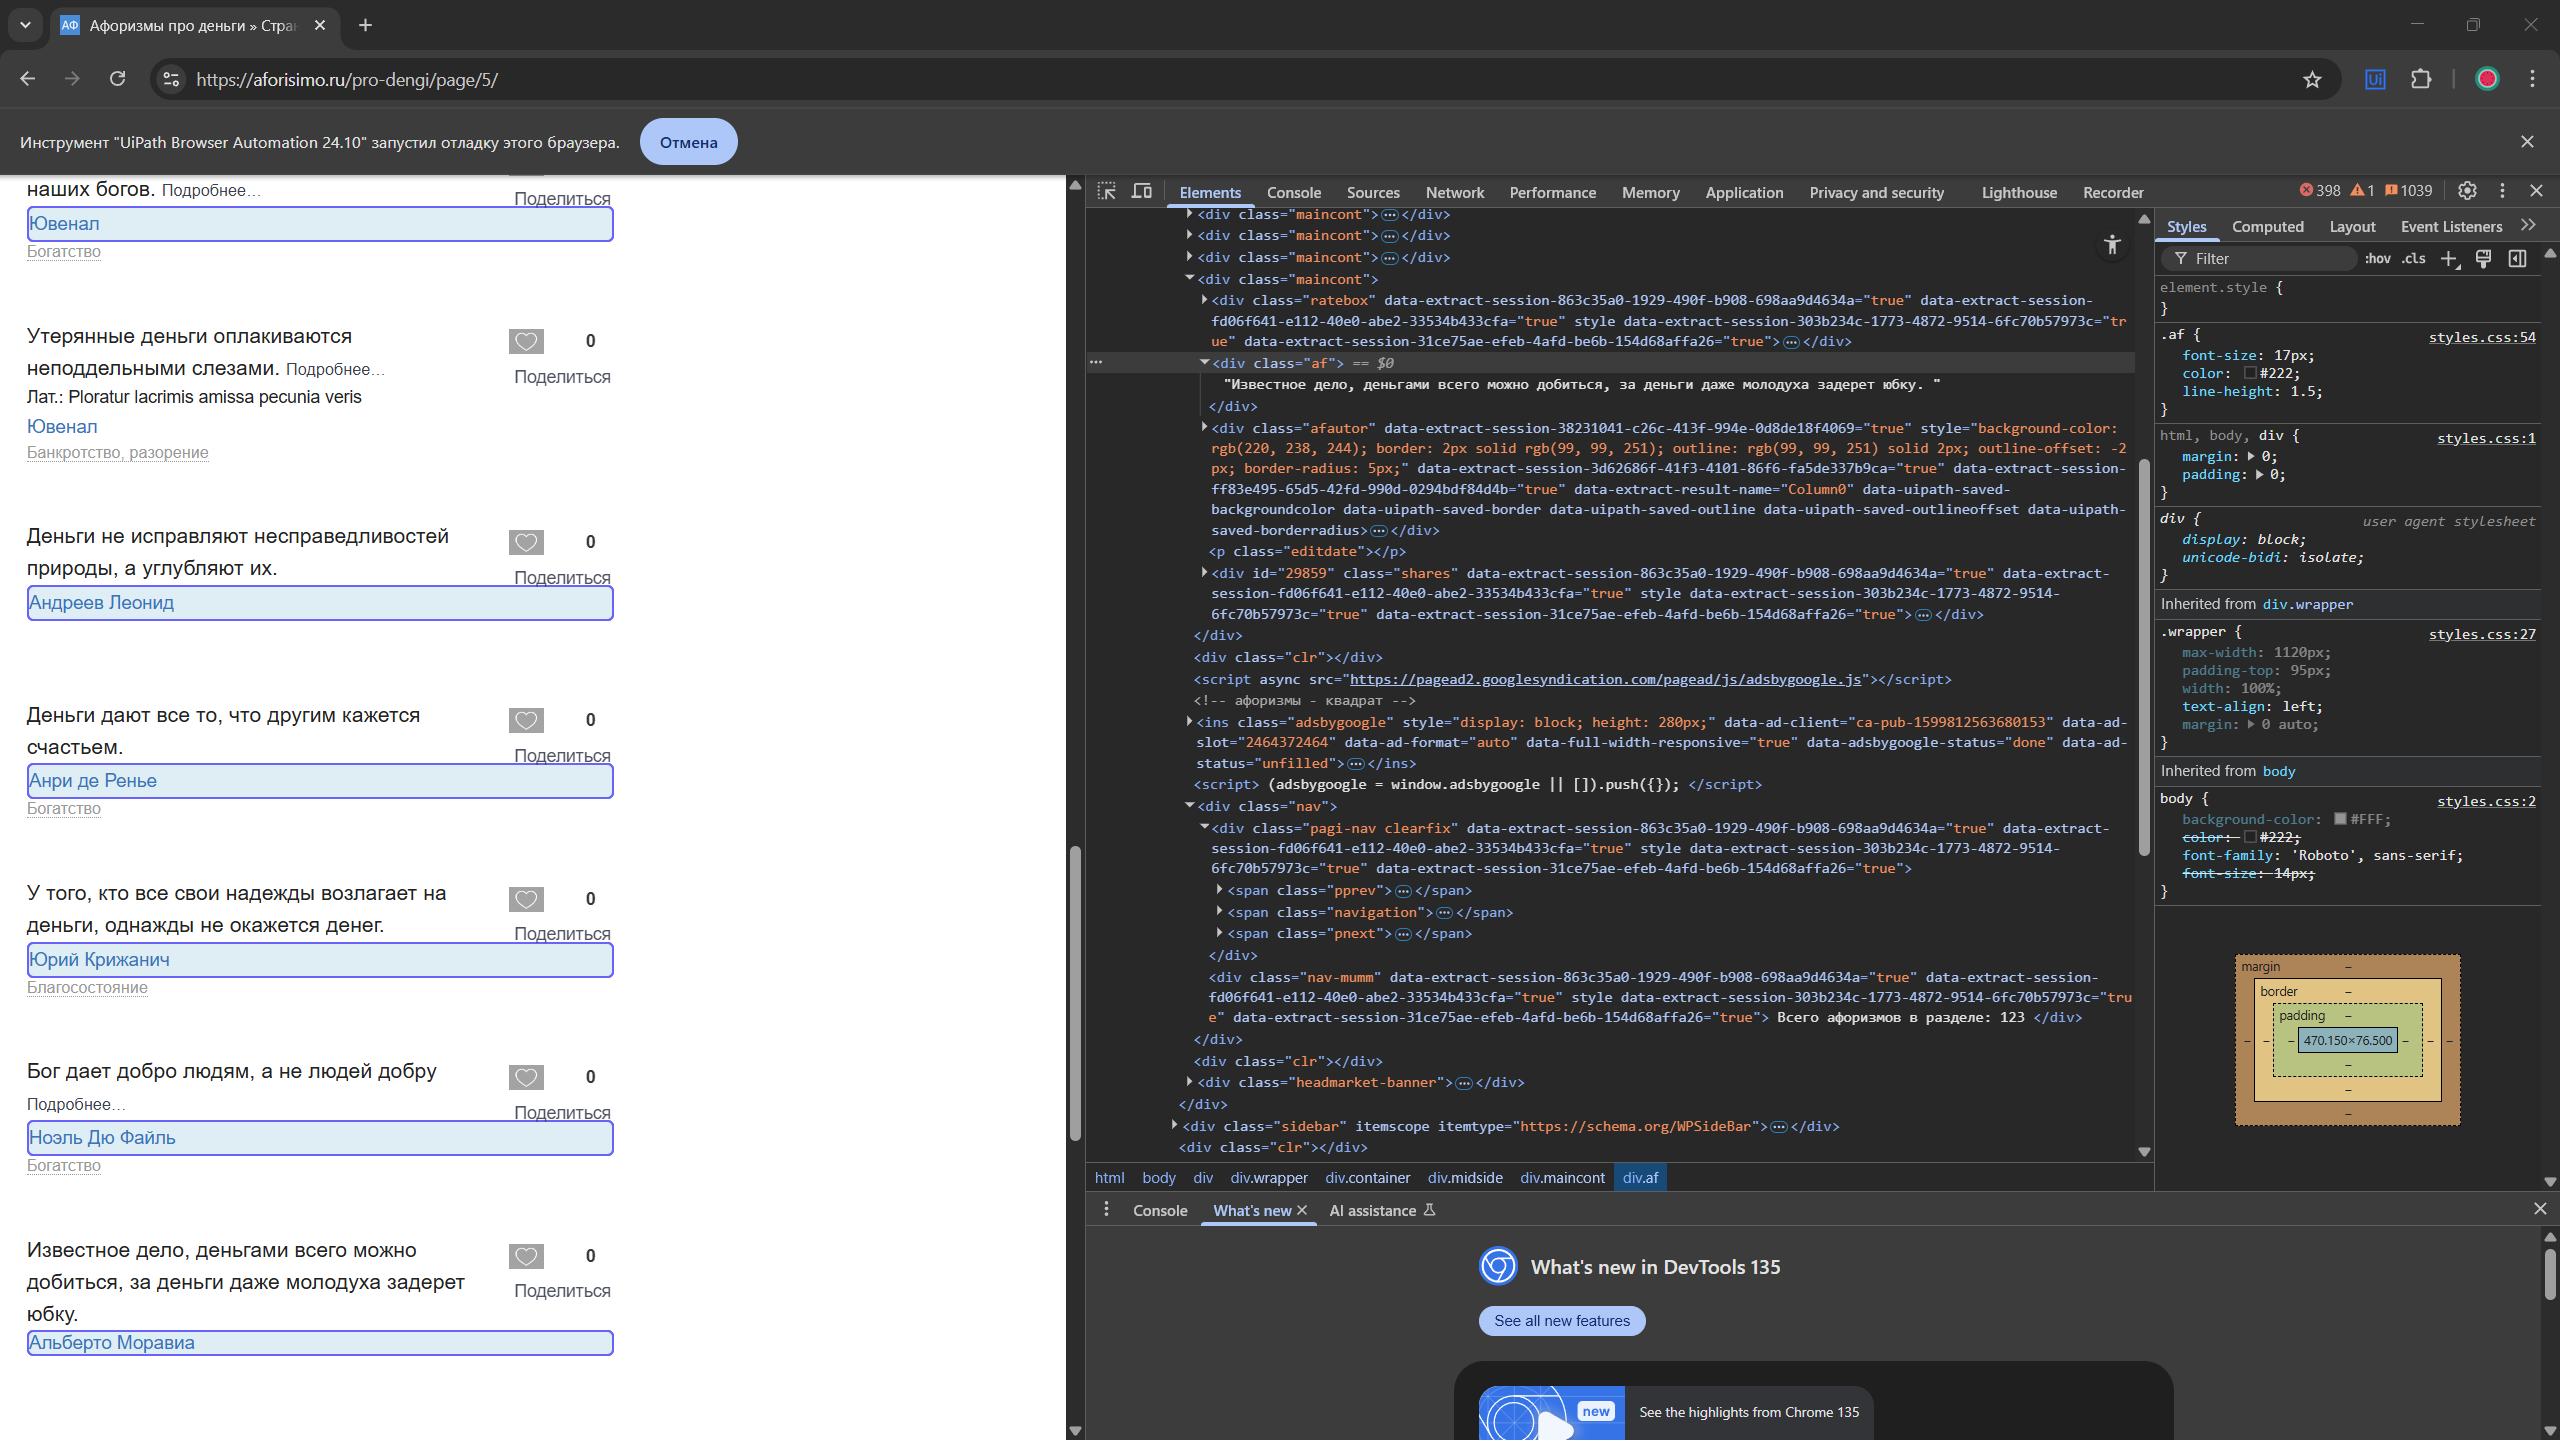 АФ Афоризмы про деньги » Стран
https://aforisimo.ru/pro-dengi/page/5/
Инструмент "UiPath Browser Automation 24.10" запустил отладку этого браузера. Отмена
наших богов. Подробнее...
Поделиться
Ювенал
Богатство
Утерянные деньги оплакиваются
неподдельными слезами. Подробнее...
0
Поделиться
Лат.: Ploratur lacrimis amissa pecunia veris
Ювенал
Банкротство, разорение
Деньги не исправляют несправедливостей
природы, а углубляют их.
0
Поделиться
Андреев Леонид
Деньги дают все то, что другим кажется
счастьем.
0
Поделиться
Анри де Ренье
Богатство
У того, кто все свои надежды возлагает на
деньги, однажды не окажется денег.
0
Поделиться
Юрий Крижанич
Благосостояние
Бог дает добро людям, а не людей добру
Подробнее...
0
Поделиться
Ноэль Дю Файль
Богатство
Известное дело, деньгами всего можно
добиться, за деньги даже молодуха задерет
юбку.
0
Поделиться
Альберто Моравиа
Elements Console Sources Network Performance Memory Application Privacy and security Lighthouse Recorder 398 1 1039
<div class="maincont"> ... </div>
<div class="maincont"> ... </div>
<div class="maincont"> ... </div>
<div class="maincont">
<div class="ratebox" data-extract-session-863c35a0-1929-490f-b908-698aa9d4634a="true" data-extract-session-
fd06f641-e112-40e0-abe2-33534b433cfa="true" style data-extract-session-303b234c-1773-4872-9514-6fc70b57973c="tr
ue" data-extract-session-31ce75ae-efeb-4afd-be6b-154d68affa26="true"> ... </div>
... <div class="af"> == $0
"Известное дело, деньгами всего можно добиться, за деньги даже молодуха задерет юбку. "
</div>
<div class="afautor" data-extract-session-38231041-c26c-413f-994e-0d8de18f4069="true" style="background-color:
rgb(220, 238, 244); border: 2px solid rgb(99, 99, 251); outline: rgb(99, 99, 251) solid 2px; outline-offset: -2
px; border-radius: 5px;" data-extract-session-3d62686f-41f3-4101-86f6-fa5de337b9ca="true" data-extract-session-
ff83e495-65d5-42fd-990d-0294bdf84d4b="true" data-extract-result-name="Column0" data-uipath-saved-
backgroundcolor data-uipath-saved-border data-uipath-saved-outline data-uipath-saved-outlineoffset data-uipath-
saved-borderradius> ... </div>
<p class="editdate"></p>
<div id="29859" class="shares" data-extract-session-863c35a0-1929-490f-b908-698aa9d4634a="true" data-extract-
session-fd06f641-e112-40e0-abe2-33534b433cfa="true" style data-extract-session-303b234c-1773-4872-9514-
6fc70b57973c="true" data-extract-session-31ce75ae-efeb-4afd-be6b-154d68affa26="true"> ... </div>
</div>
<div class="clr"></div>
<script async src="https://pagead2.googlesyndication.com/pagead/js/adsbygoogle.js"></script>
<!-- афоризмы - квадрат -->
<ins class="adsbygoogle" style="display: block; height: 280px;" data-ad-client="ca-pub-1599812563680153" data-ad-
slot="2464372464" data-ad-format="auto" data-full-width-responsive="true" data-adsbygoogle-status="done" data-ad-
status="unfilled"> ... </ins>
<script> (adsbygoogle = window.adsbygoogle || []).push({}); </script>
<div class="nav">
<div class="pagi-nav clearfix" data-extract-session-863c35a0-1929-490f-b908-698aa9d4634a="true" data-extract-
session-fd06f641-e112-40e0-abe2-33534b433cfa="true" style data-extract-session-303b234c-1773-4872-9514-
6fc70b57973c="true" data-extract-session-31ce75ae-efeb-4afd-be6b-154d68affa26="true">
<span class="pprev"> ... </span>
<span class="navigation"> ... </span>
<span class="pnext"> ... </span>
</div>
<div class="nav-mumm" data-extract-session-863c35a0-1929-490f-b908-698aa9d4634a="true" data-extract-session-
fd06f641-e112-40e0-abe2-33534b433cfa="true" style data-extract-session-303b234c-1773-4872-9514-6fc70b57973c="tru
e" data-extract-session-31ce75ae-efeb-4afd-be6b-154d68affa26="true"> Всего афоризмов в разделе: 123 </div>
</div>
<div class="clr"></div>
<div class="headmarket-banner"> ... </div>
</div>
<div class="sidebar" itemscope itemtype="https://schema.org/WPSideBar"> ... </div>
<div class="clr"></div>
html body div div.wrapper div.container div.midside div.maincont div.af
Styles Computed Layout Event Listeners
Filter :hov .cls
element.style {
}
.af { styles.css:54
font-size: 17px;
color: #222;
line-height: 1.5;
}
html, body, div { styles.css:1
margin: 0;
padding: 0;
}
div { user agent stylesheet
display: block;
unicode-bidi: isolate;
}
Inherited from div.wrapper
.wrapper { styles.css:27
max-width: 1120px;
padding-top: 95px;
width: 100%;
text-align: left;
margin: 0 auto;
}
Inherited from body
body { styles.css:2
background-color: #FFF;
color: #222;
font-family: 'Roboto', sans-serif;
font-size: 14px;
}
margin –
border –
padding –
– – – 470.150×76.500 – – –
–
–
–
Console What's new AI assistance
What's new in DevTools 135
See all new features
new
See the highlights from Chrome 135